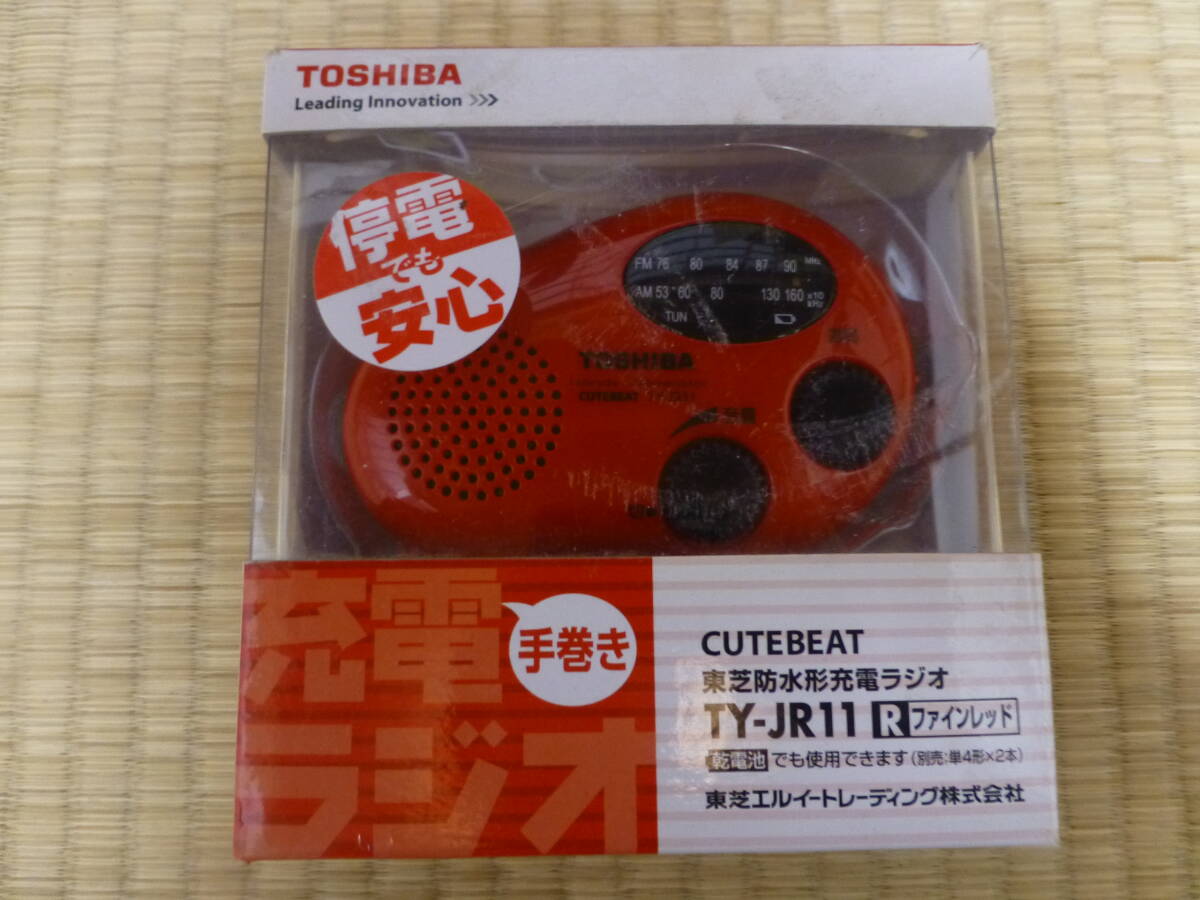 TOSHIBA
Leading Innovation >>>
停電
でも
安心
FM 76 80 84 87 90 MHz
AM 53 60 80 130 160 x10 kHz
TUN
TOSHIBA
CUTEBEAT TY-JR11
充電
ラジオ
手巻き
CUTEBEAT
東芝防水形充電ラジオ
TY-JR11 R ファインレッド
乾電池でも使用できます(別売:単4形×2本)
東芝エルイートレーディング株式会社